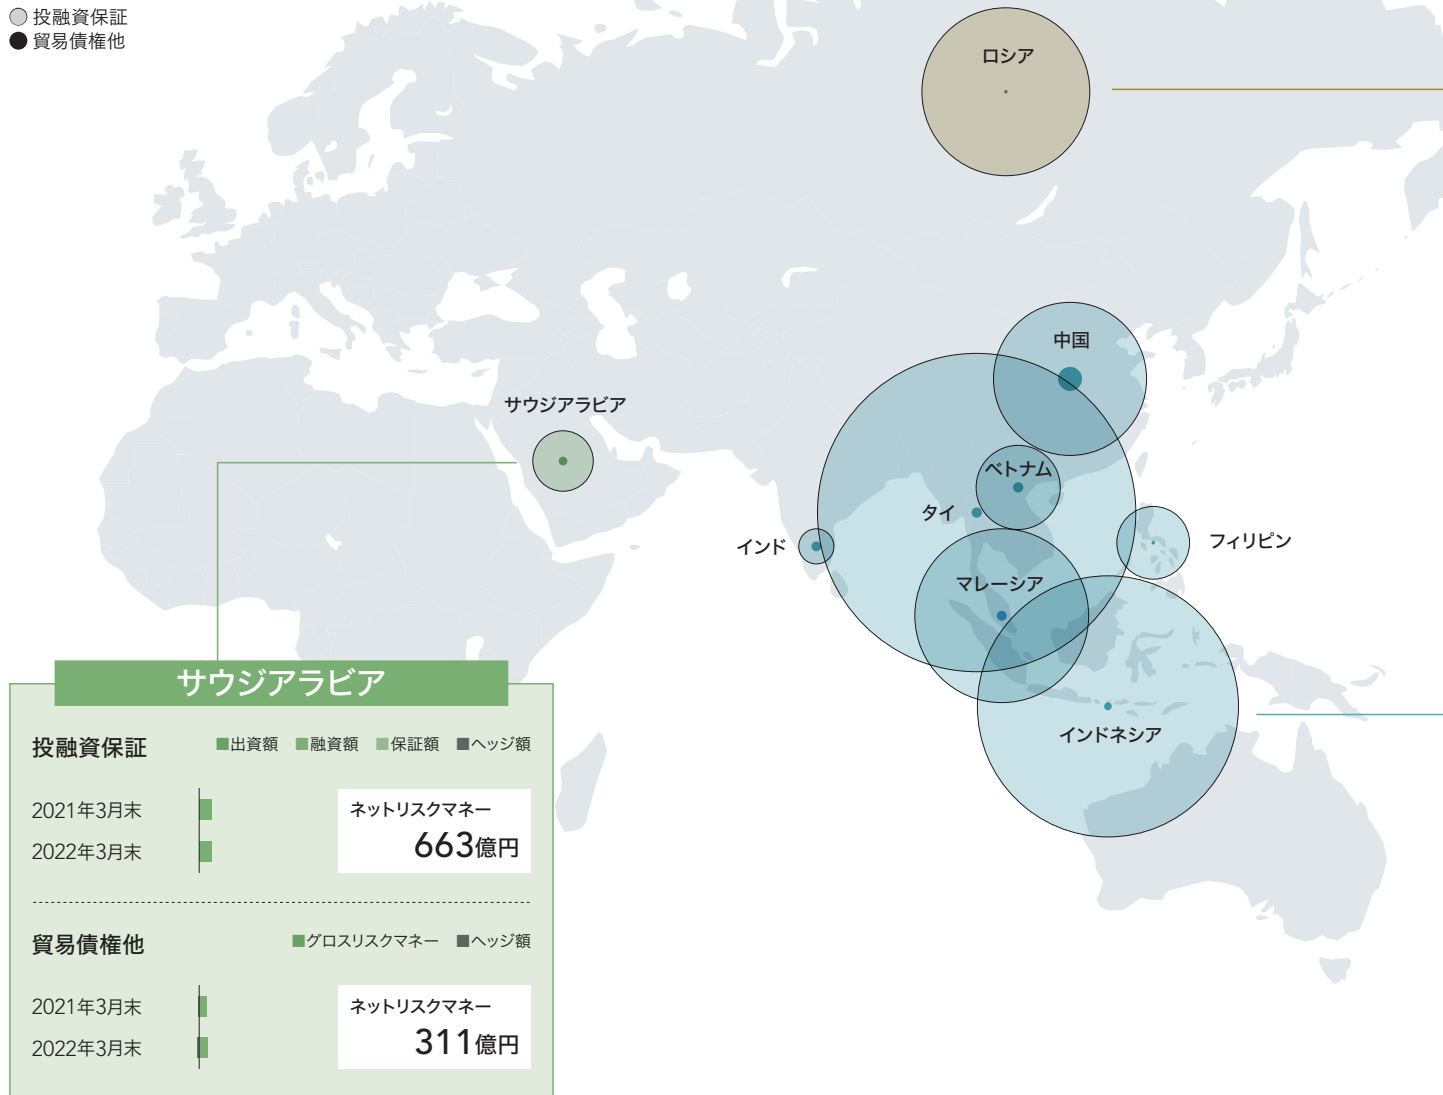 投融資保証
貿易債権他
ロシア
中国
サウジアラビア
ベトナム
タイ
インド
フィリピン
マレーシア
インドネシア
サウジアラビア
投融資保証 出資額 融資額 保証額 ヘッジ額
2021年3月末
2022年3月末
ネットリスクマネー
663億円
貿易債権他 グロスリスクマネー ヘッジ額
2021年3月末
2022年3月末
ネットリスクマネー
311億円